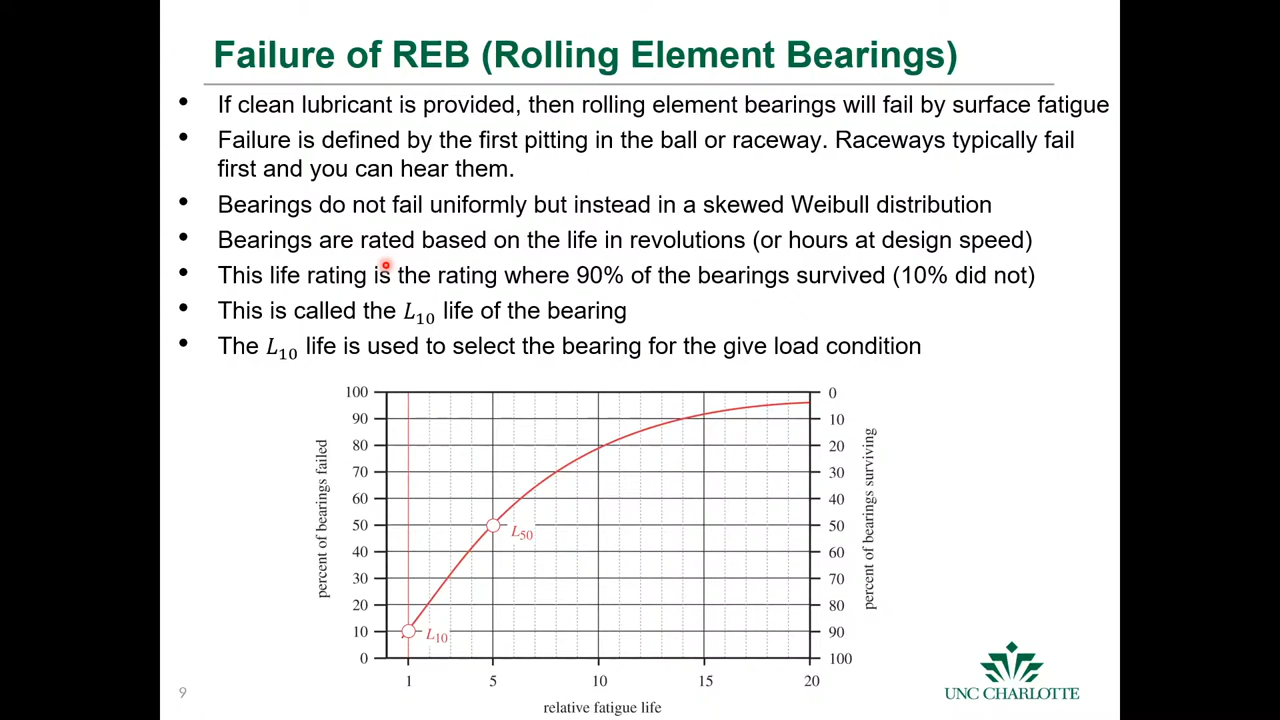 Failure of REB (Rolling Element Bearings)
• If clean lubricant is provided, then rolling element bearings will fail by surface fatigue
• Failure is defined by the first pitting in the ball or raceway. Raceways typically fail
first and you can hear them.
• Bearings do not fail uniformly but instead in a skewed Weibull distribution
• Bearings are rated based on the life in revolutions (or hours at design speed)
• This life rating is the rating where 90% of the bearings survived (10% did not)
• This is called the L₁₀ life of the bearing
• The L₁₀ life is used to select the bearing for the give load condition
percent of bearings failed
100
90
80
70
60
50
40
30
20
10
0
L₅₀
L₁₀
0
10
20
30
40
50
60
70
80
90
100
percent of bearings surviving
1 5 10 15 20
relative fatigue life
9
UNC CHARLOTTE